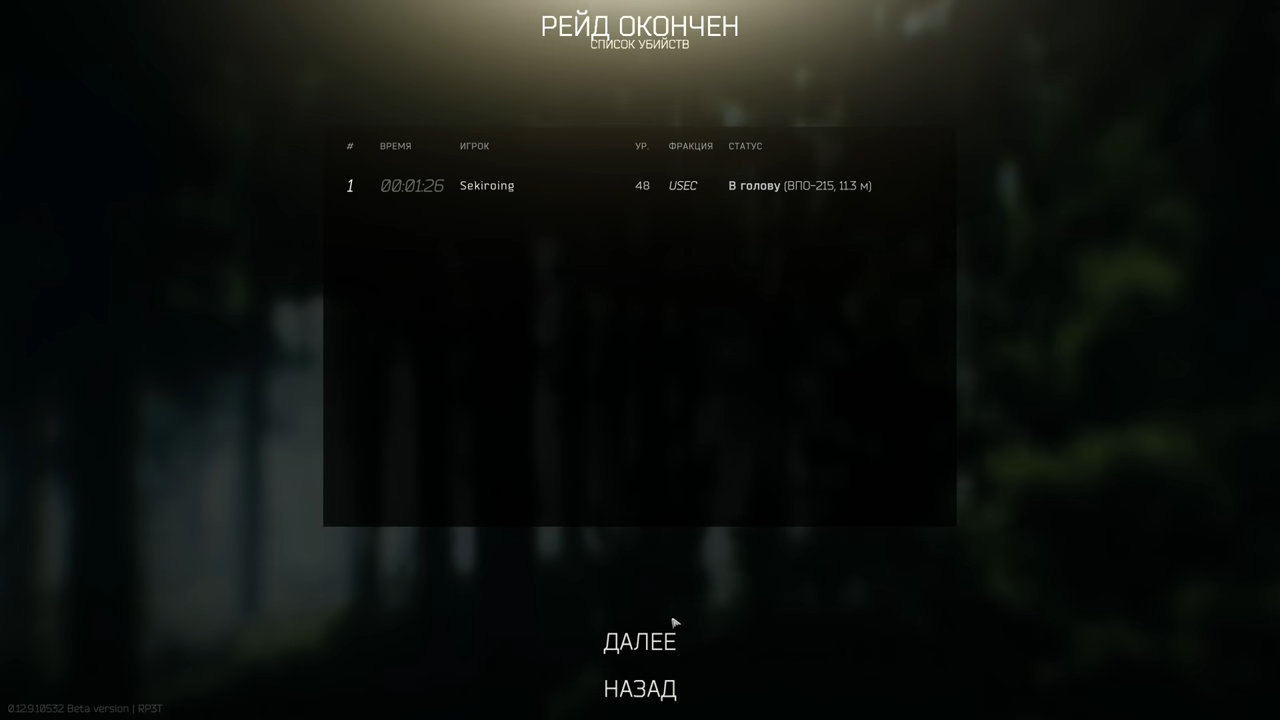 РЕЙД ОКОНЧЕН
СПИСОК УБИЙСТВ
# ВРЕМЯ ИГРОК УР. ФРАКЦИЯ СТАТУС
1 00:01:26 Sekiroing 48 USEC В голову (ВПО-215, 11.3 м)
ДАЛЕЕ
НАЗАД
0.12.9.10532 Beta version | RP3T